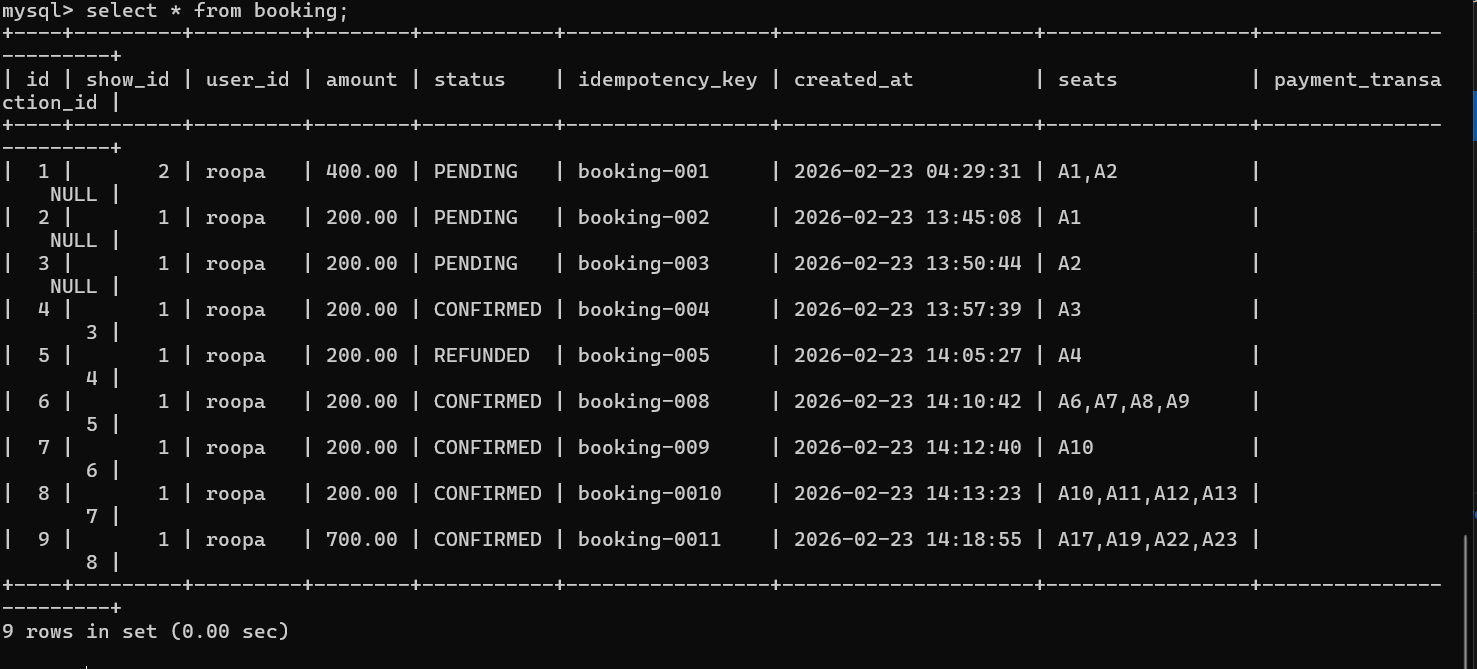 mysql> select * from booking;
+----+---------+---------+--------+-----------+------------------+---------------------+-----------------+---------------
---------+
| id | show_id | user_id | amount | status    | idempotency_key | created_at          | seats           | payment_transa
ction_id |
+----+---------+---------+--------+-----------+------------------+---------------------+-----------------+---------------
---------+
|  1 |       2 | roopa   | 400.00 | PENDING   | booking-001     | 2026-02-23 04:29:31 | A1,A2           |
    NULL |
|  2 |       1 | roopa   | 200.00 | PENDING   | booking-002     | 2026-02-23 13:45:08 | A1              |
    NULL |
|  3 |       1 | roopa   | 200.00 | PENDING   | booking-003     | 2026-02-23 13:50:44 | A2              |
    NULL |
|  4 |       1 | roopa   | 200.00 | CONFIRMED | booking-004     | 2026-02-23 13:57:39 | A3              |
       3 |
|  5 |       1 | roopa   | 200.00 | REFUNDED  | booking-005     | 2026-02-23 14:05:27 | A4              |
       4 |
|  6 |       1 | roopa   | 200.00 | CONFIRMED | booking-008     | 2026-02-23 14:10:42 | A6,A7,A8,A9     |
       5 |
|  7 |       1 | roopa   | 200.00 | CONFIRMED | booking-009     | 2026-02-23 14:12:40 | A10             |
       6 |
|  8 |       1 | roopa   | 200.00 | CONFIRMED | booking-0010    | 2026-02-23 14:13:23 | A10,A11,A12,A13 |
       7 |
|  9 |       1 | roopa   | 700.00 | CONFIRMED | booking-0011    | 2026-02-23 14:18:55 | A17,A19,A22,A23 |
       8 |
+----+---------+---------+--------+-----------+------------------+---------------------+-----------------+---------------
---------+
9 rows in set (0.00 sec)